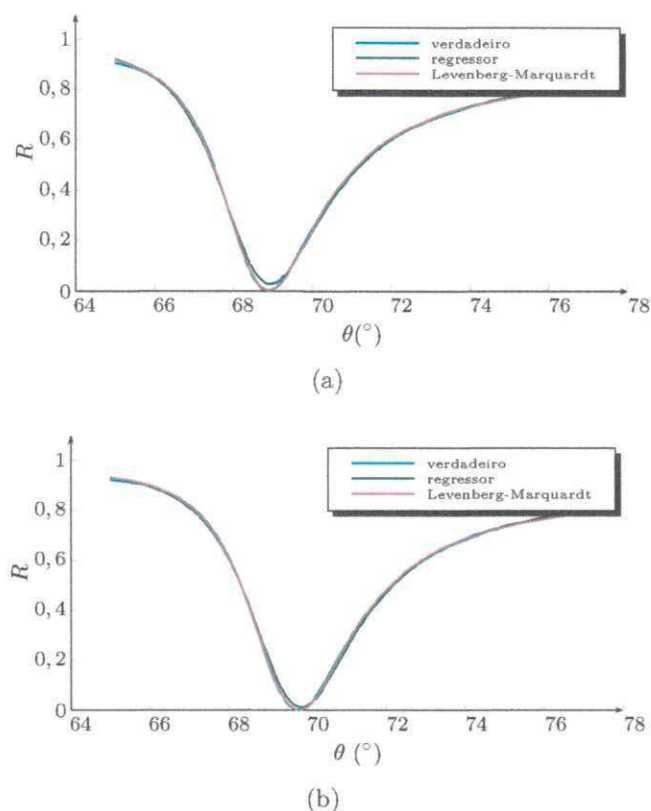 1
verdadeiro
regressor
Levenberg-Marquardt
0,8
0,6
R
0,4
0,2
0
64 66 68 70 72 74 76 78
θ(°)
(a)
1
verdadeiro
regressor
Levenberg-Marquardt
0,8
0,6
R
0,4
0,2
0
64 66 68 70 72 74 76 78
θ (°)
(b)